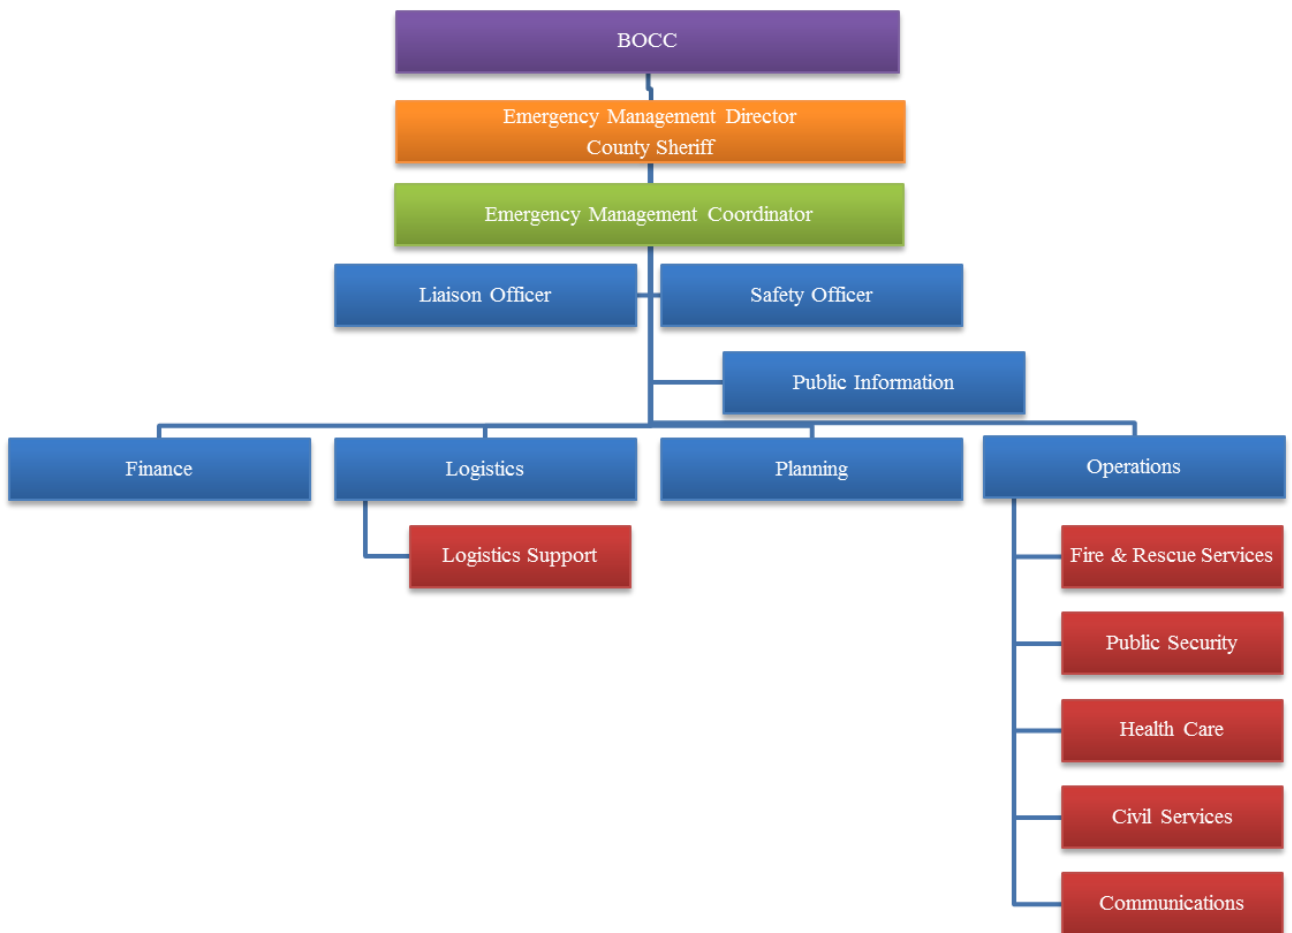 BOCC
Emergency Management Director
County Sheriff
Emergency Management Coordinator
Liaison Officer
Safety Officer
Public Information
Finance
Logistics
Planning
Operations
Logistics Support
Fire & Rescue Services
Public Security
Health Care
Civil Services
Communications